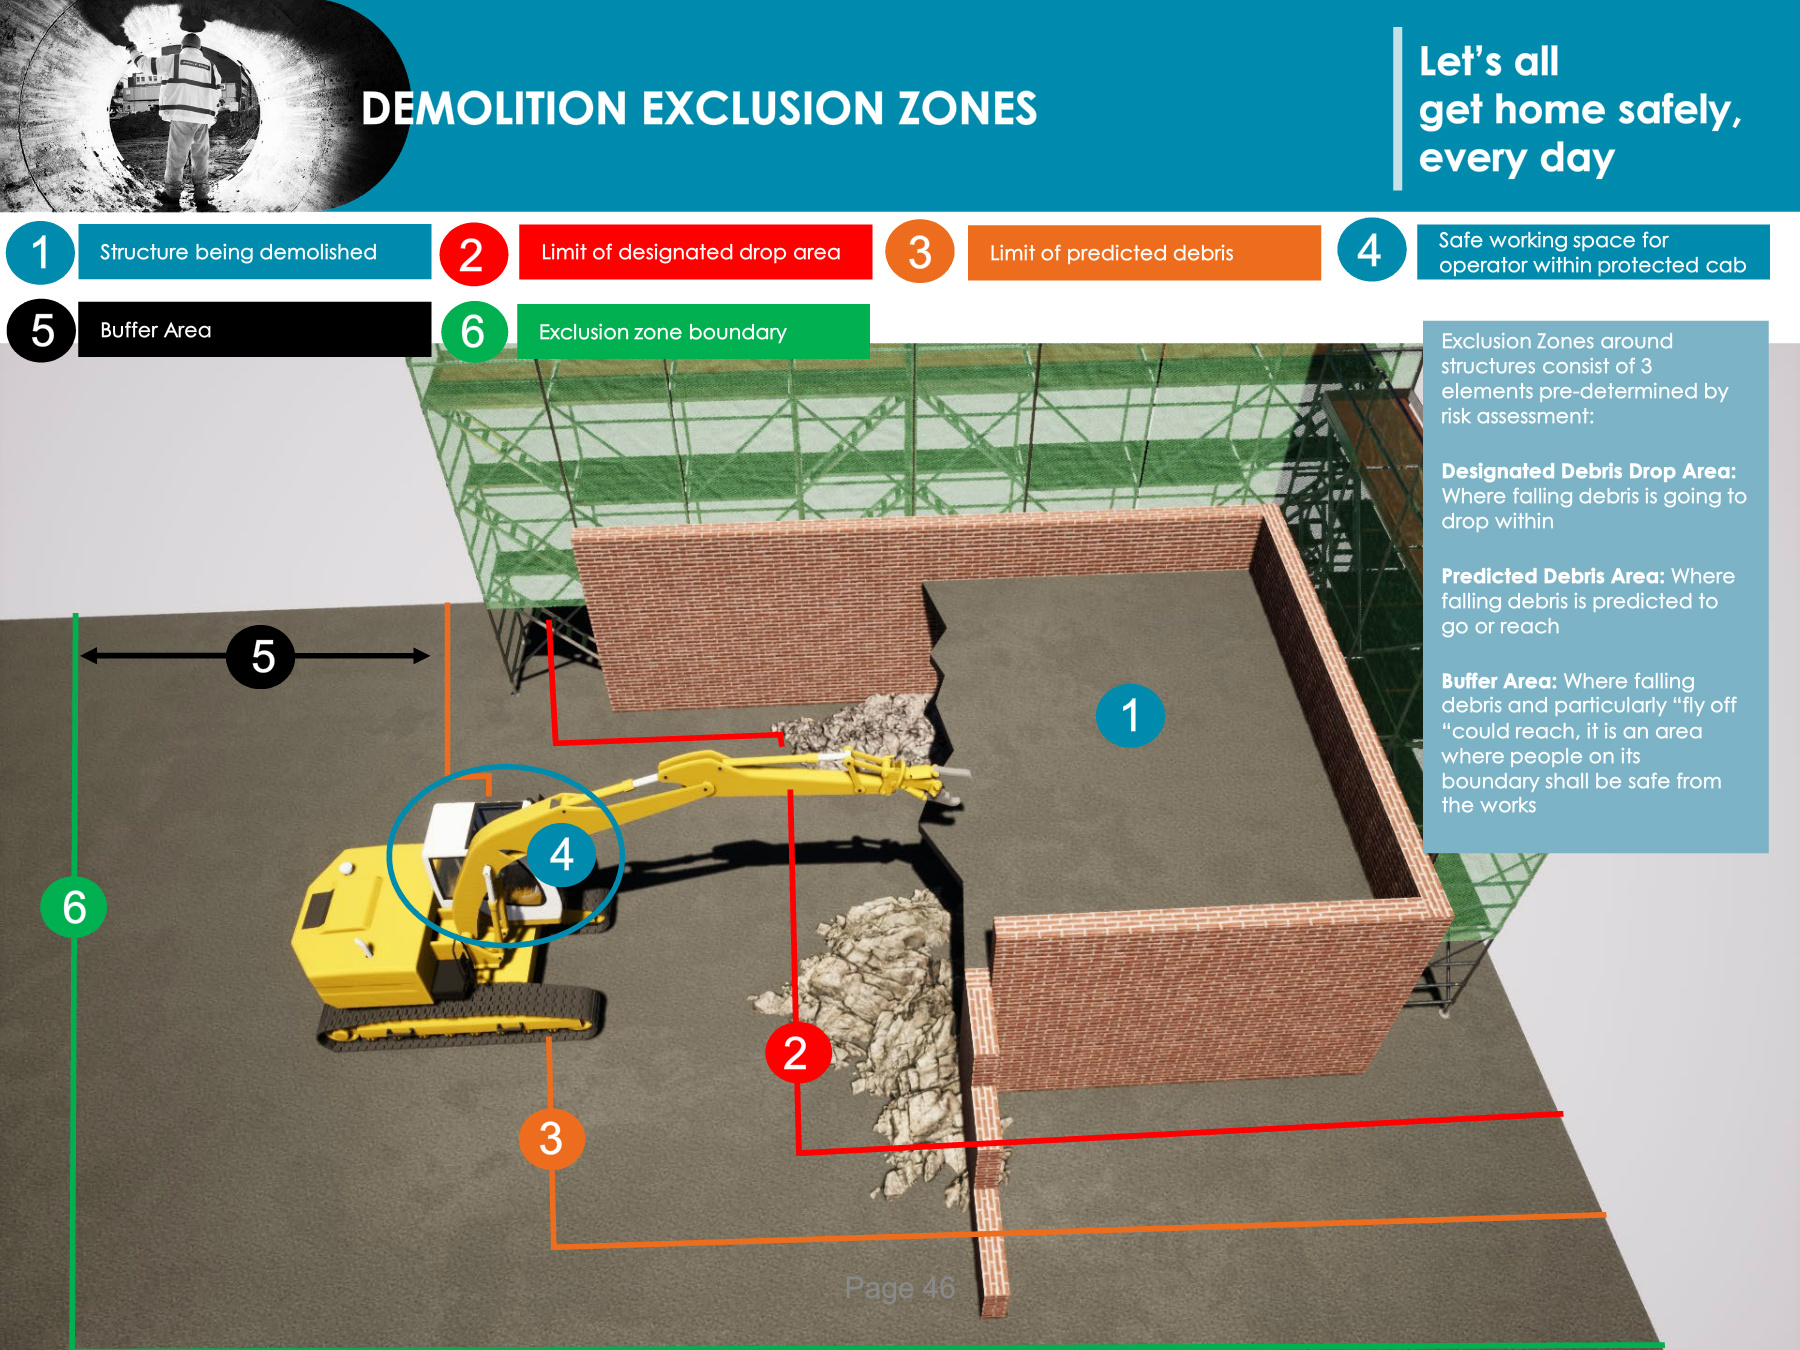 DEMOLITION EXCLUSION ZONES
Let's all
get home safely,
every day
1 Structure being demolished
2 Limit of designated drop area
3 Limit of predicted debris
4 Safe working space for
operator within protected cab
5 Buffer Area
6 Exclusion zone boundary
Exclusion Zones around
structures consist of 3
elements pre-determined by
risk assessment:
Designated Debris Drop Area:
Where falling debris is going to
drop within
Predicted Debris Area: Where
falling debris is predicted to
go or reach
Buffer Area: Where falling
debris and particularly "fly off
"could reach, it is an area
where people on its
boundary shall be safe from
the works
5
1
4
6
2
3
Page 46